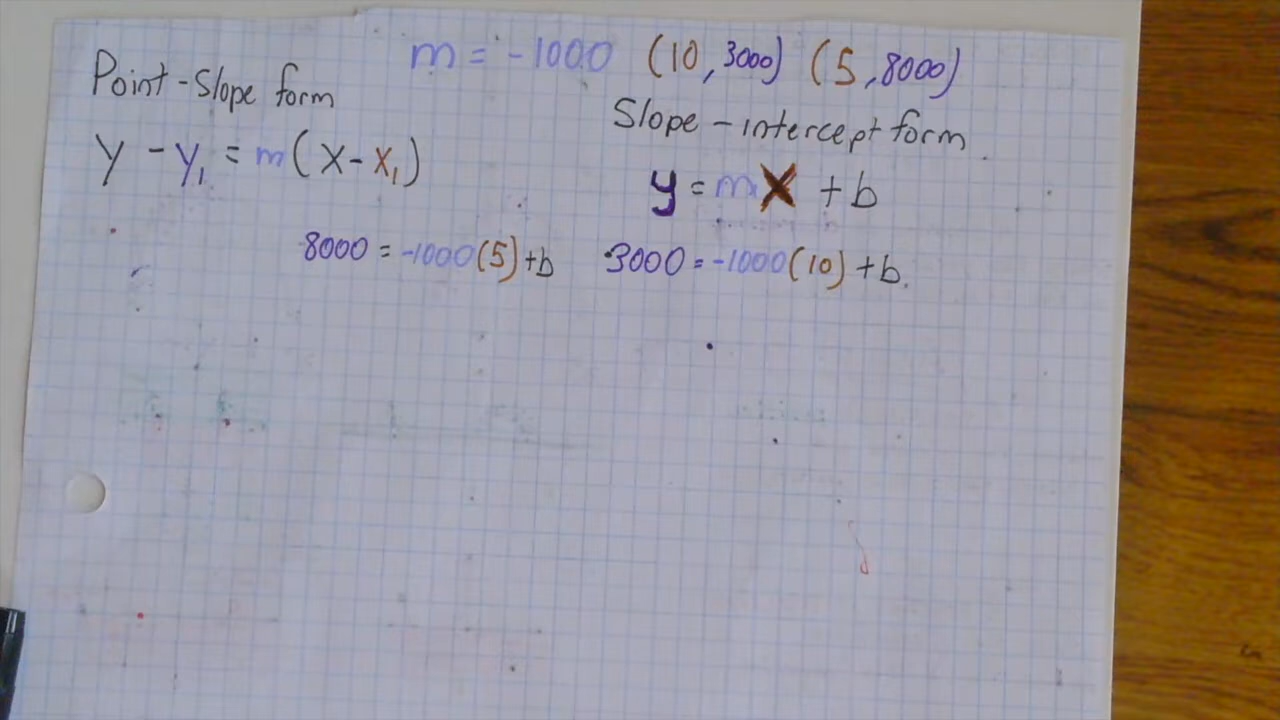 m = -1000 (10, 3000) (5, 8000)
Point-Slope form
Slope - intercept form
y - y₁ = m(x - x₁)
y = mx + b
8000 = -1000(5) + b
3000 = -1000(10) + b